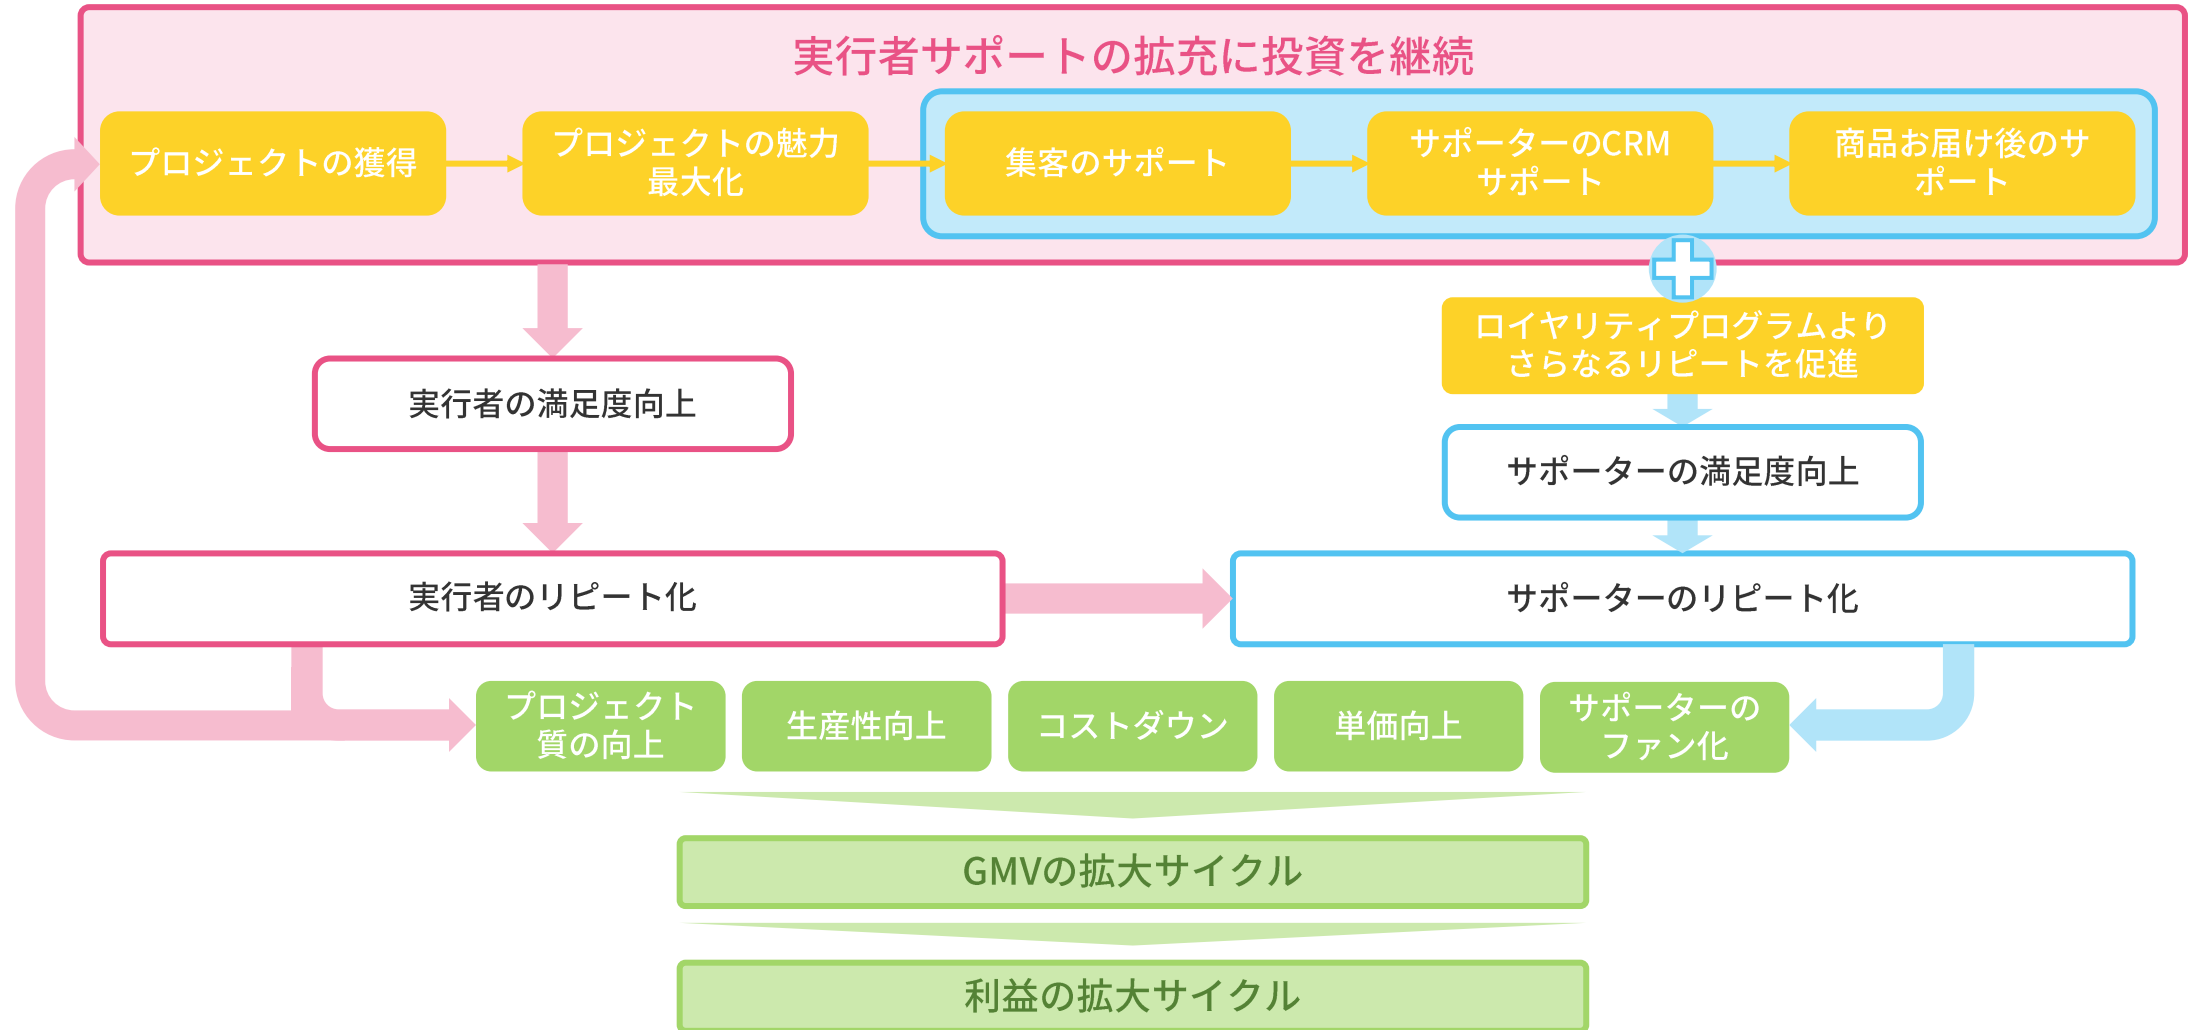 実行者サポートの拡充に投資を継続
プロジェクトの獲得
プロジェクトの魅力
最大化
集客のサポート
サポーターのCRM
サポート
商品お届け後のサ
ポート
ロイヤリティプログラムより
さらなるリピートを促進
実行者の満足度向上
サポーターの満足度向上
実行者のリピート化
サポーターのリピート化
プロジェクト
質の向上
生産性向上
コストダウン
単価向上
サポーターの
ファン化
GMVの拡大サイクル
利益の拡大サイクル